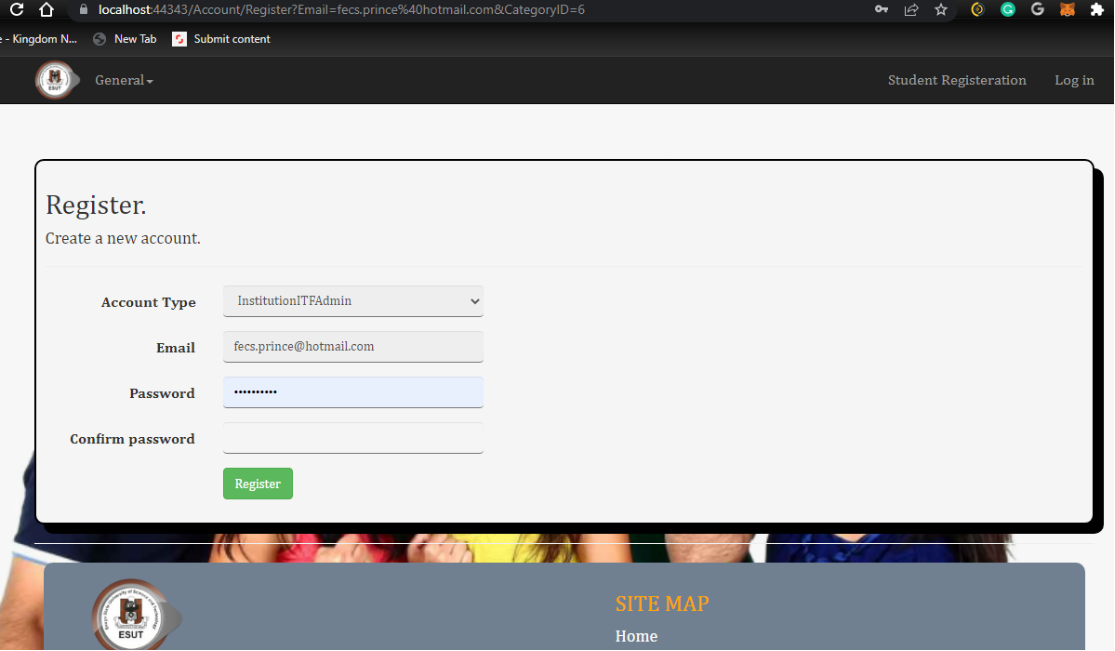 localhost:44343/Account/Register?Email=fecs.prince%40hotmail.com&CategoryID=6
e - Kingdom N... New Tab Submit content
ESUT General Student Registeration Log in
Register.
Create a new account.
Account Type InstitutionITFAdmin
Email fecs.prince@hotmail.com
Password ••••••••••
Confirm password
Register
SITE MAP
ESUT
Home